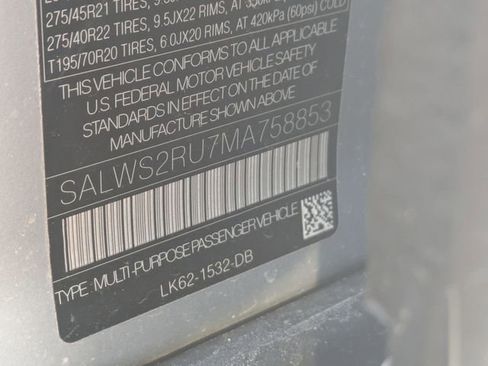 275/45R21 TIRES,
275/40R22 TIRES, 9.5JX22 RIMS, AT
T195/70R20 TIRES, 6.0JX20 RIMS, AT 420kPa (60psi) COLD
THIS VEHICLE CONFORMS TO ALL APPLICABLE
U.S. FEDERAL MOTOR VEHICLE SAFETY
STANDARDS IN EFFECT ON THE DATE OF
MANUFACTURE SHOWN ABOVE
SALWS2RU7MA758853
TYPE: MULTI-PURPOSE PASSENGER VEHICLE
LK62-1532-DB